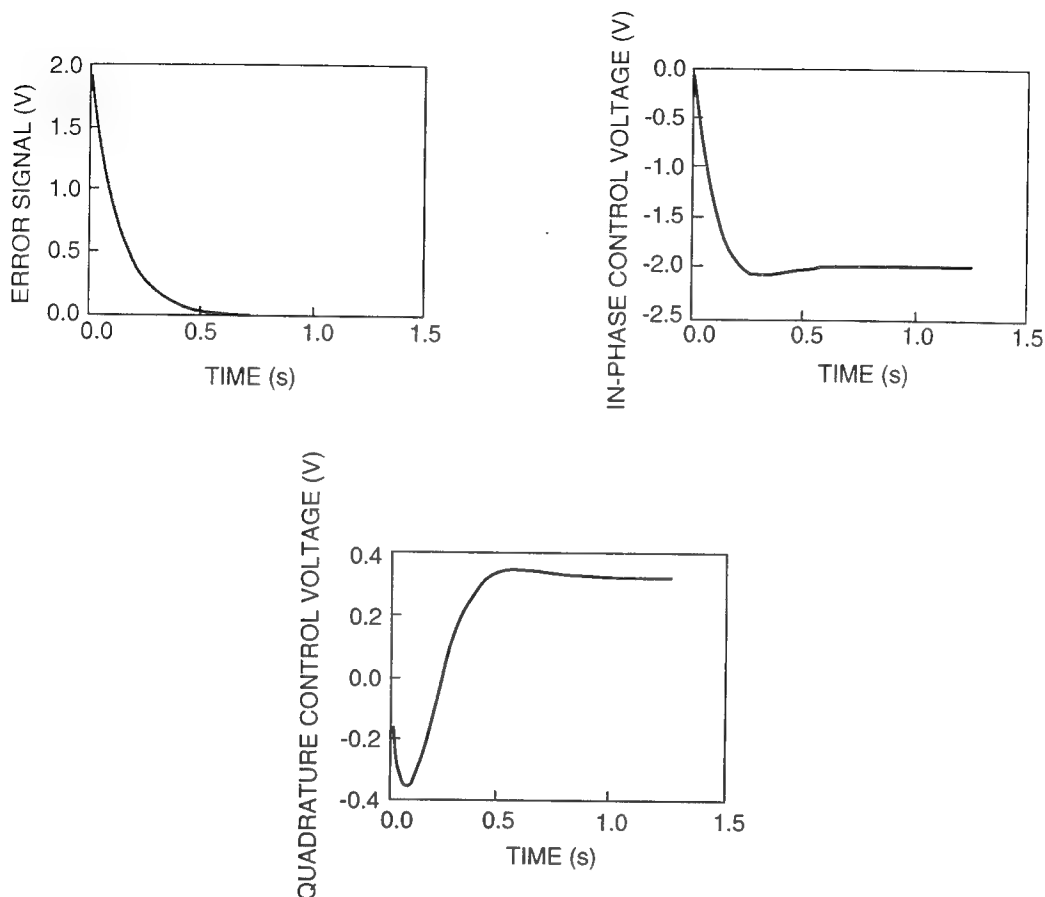 ERROR SIGNAL (V)
2.0
1.5
1.0
0.5
0.0
0.0 0.5 1.0 1.5
TIME (s)
IN-PHASE CONTROL VOLTAGE (V)
0.0
-0.5
-1.0
-1.5
-2.0
-2.5
0.0 0.5 1.0 1.5
TIME (s)
QUADRATURE CONTROL VOLTAGE (V)
0.4
0.2
0.0
-0.2
-0.4
0.0 0.5 1.0 1.5
TIME (s)